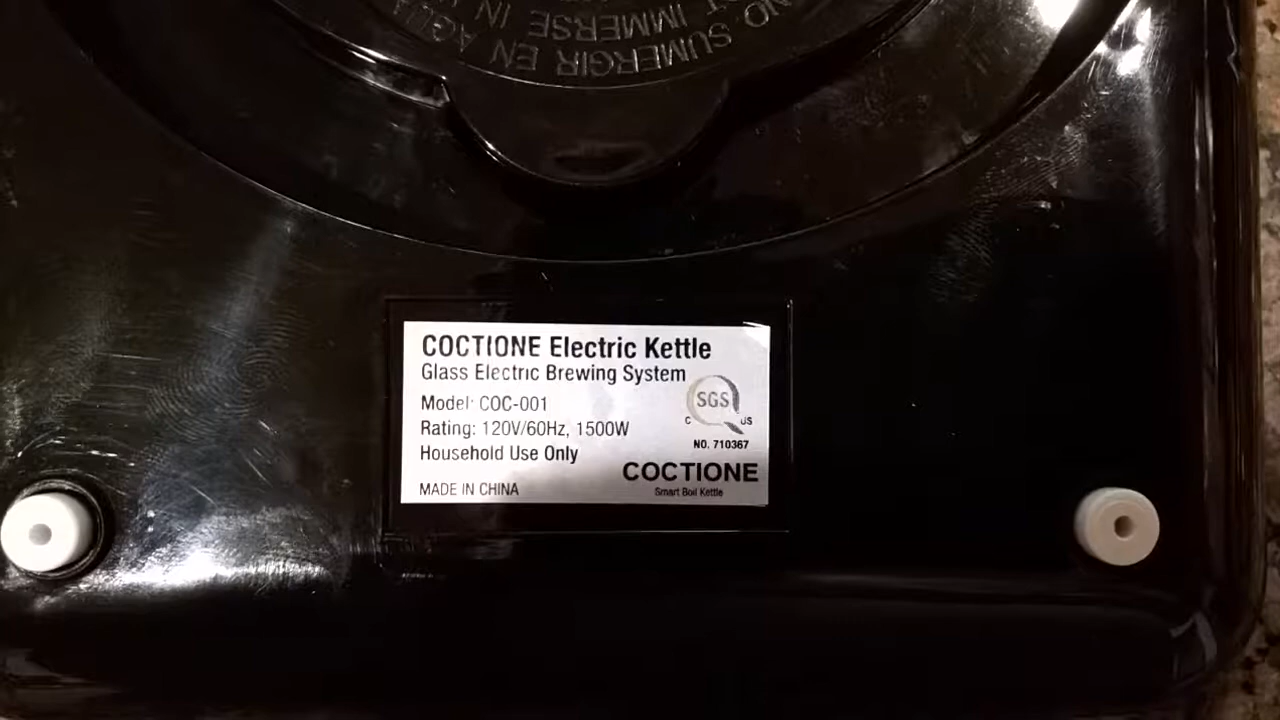 NO SUMERGIR EN AGUA
T IMMERSE IN
COCTIONE Electric Kettle
Glass Electric Brewing System
Model: COC-001
Rating: 120V/60Hz, 1500W
Household Use Only
MADE IN CHINA
SGS
C US
NO. 710367
COCTIONE
Smart Boil Kettle